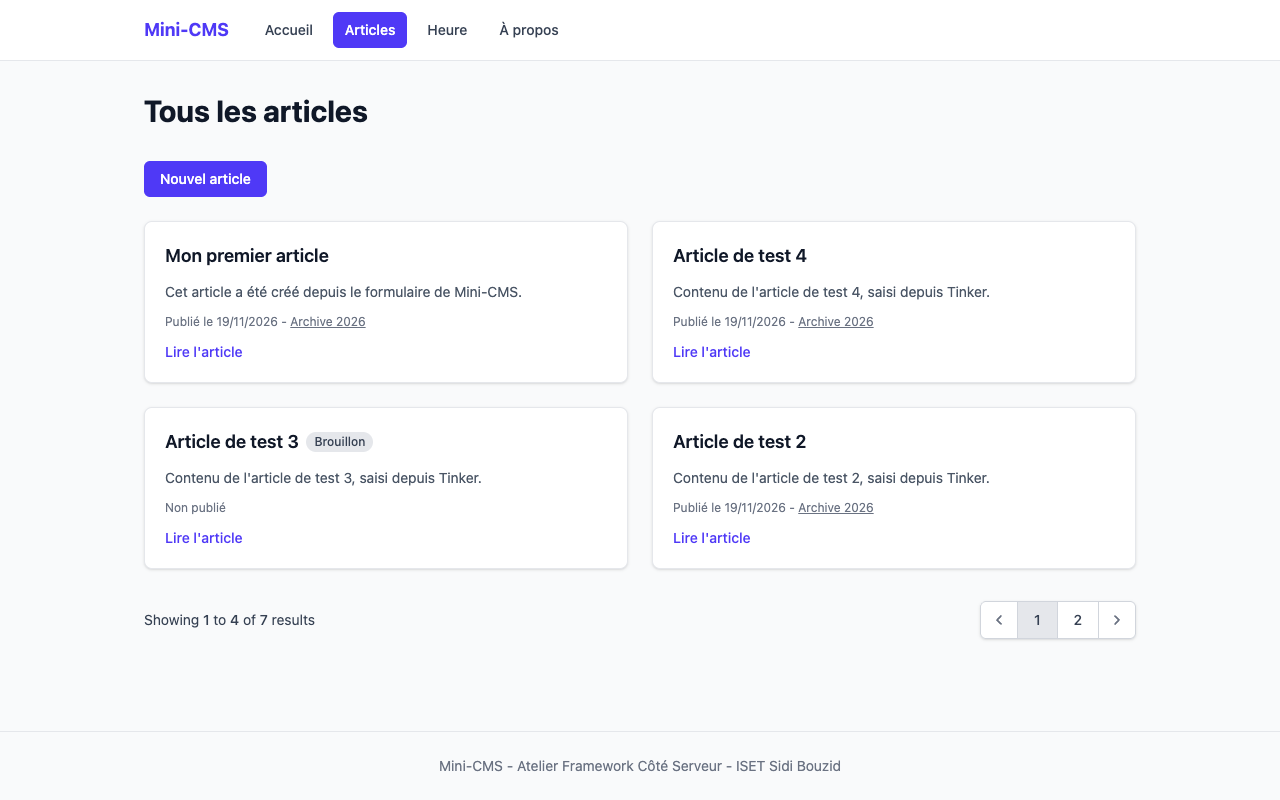 Mini-CMS Accueil Articles Heure À propos
Tous les articles
Nouvel article
Mon premier article
Cet article a été créé depuis le formulaire de Mini-CMS.
Publié le 19/11/2026 - Archive 2026
Lire l'article
Article de test 4
Contenu de l'article de test 4, saisi depuis Tinker.
Publié le 19/11/2026 - Archive 2026
Lire l'article
Article de test 3 Brouillon
Contenu de l'article de test 3, saisi depuis Tinker.
Non publié
Lire l'article
Article de test 2
Contenu de l'article de test 2, saisi depuis Tinker.
Publié le 19/11/2026 - Archive 2026
Lire l'article
Showing 1 to 4 of 7 results
1 2
Mini-CMS - Atelier Framework Côté Serveur - ISET Sidi Bouzid